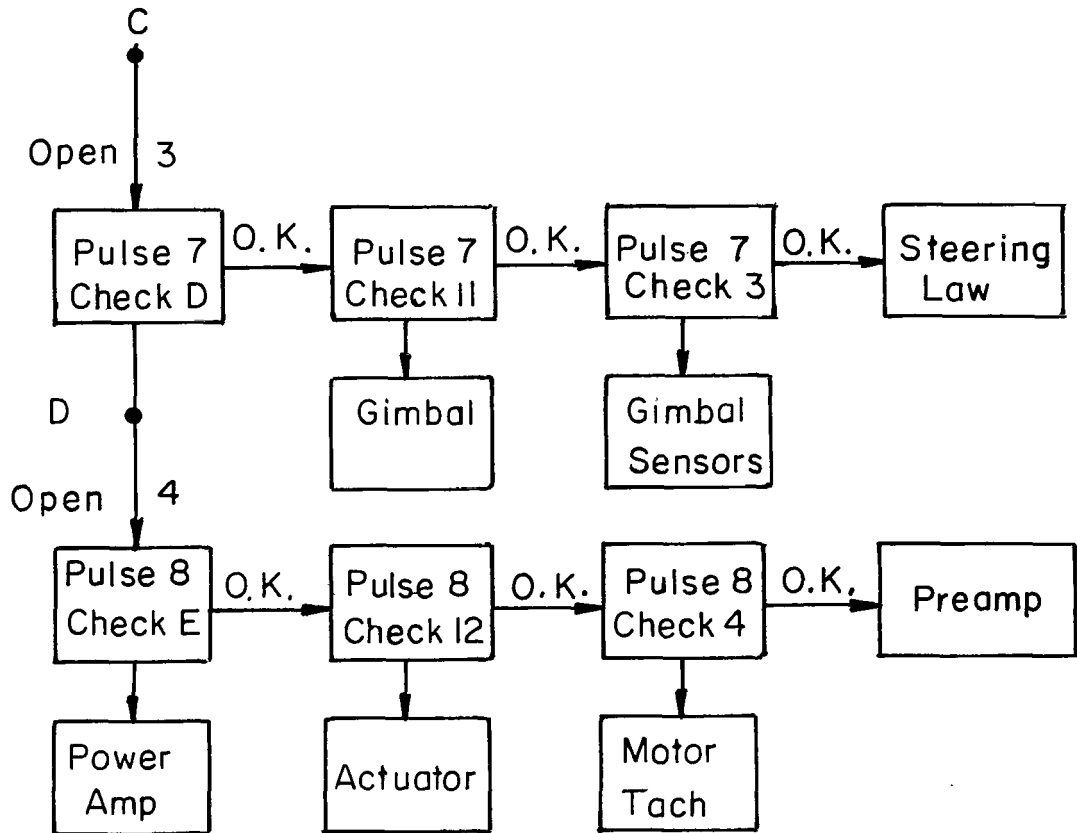 C
Open 3
Pulse 7
Check D
O.K.
Pulse 7
Check 11
O.K.
Pulse 7
Check 3
O.K.
Steering
Law
Gimbal
Gimbal
Sensors
D
Open 4
Pulse 8
Check E
O.K.
Pulse 8
Check 12
O.K.
Pulse 8
Check 4
O.K.
Preamp
Power
Amp
Actuator
Motor
Tach